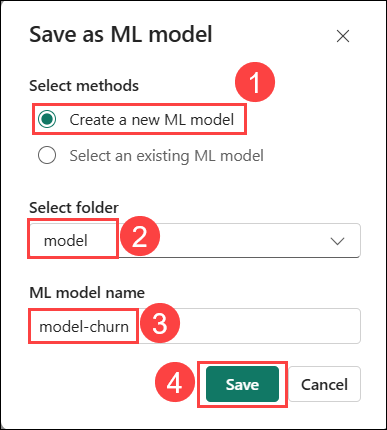 Save as ML model
Select methods
1
Create a new ML model
Select an existing ML model
Select folder
model
2
ML model name
model-churn
3
4
Save
Cancel